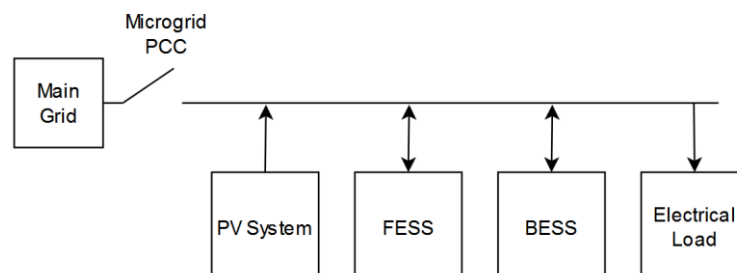 Microgrid
PCC
Main
Grid
PV System
FESS
BESS
Electrical
Load